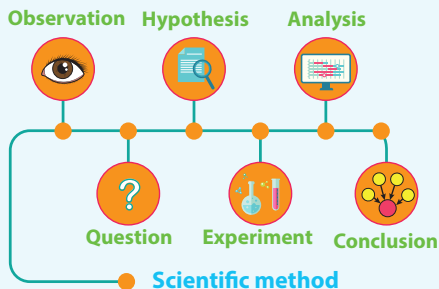 Observation
Hypothesis
Analysis
?
Question
Experiment
Conclusion
Scientific method